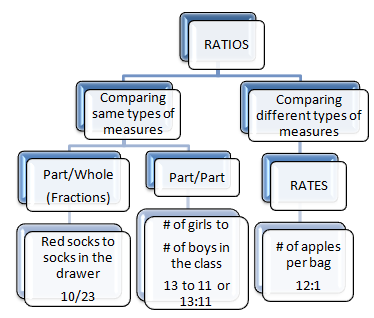 RATIOS
Comparing
same types of
measures
Comparing
different types of
measures
Part/Whole
(Fractions)
Part/Part
RATES
Red socks to
socks in the
drawer
10/23
# of girls to
# of boys in
the class
13 to 11 or
13:11
# of apples
per bag
12:1